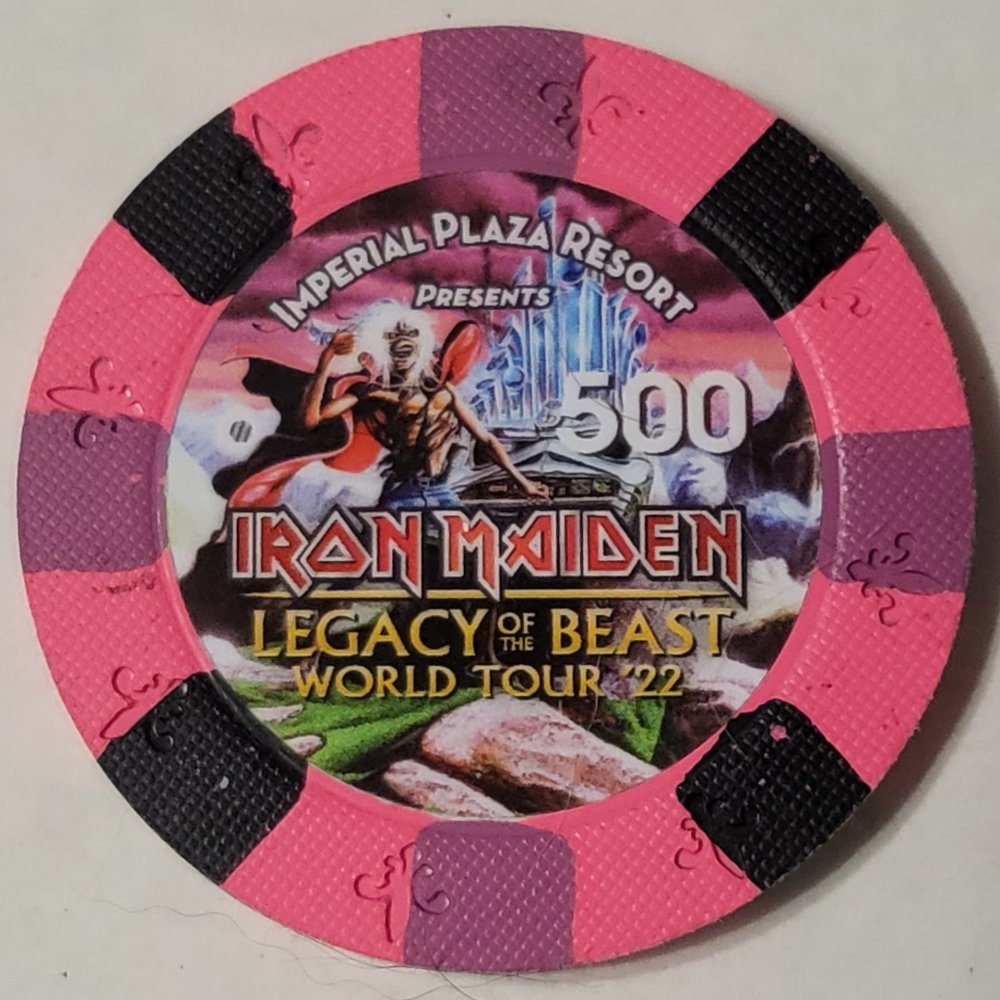 IMPERIAL PLAZA RESORT
PRESENTS
500
IRON MAIDEN
LEGACY OF THE BEAST
WORLD TOUR '22